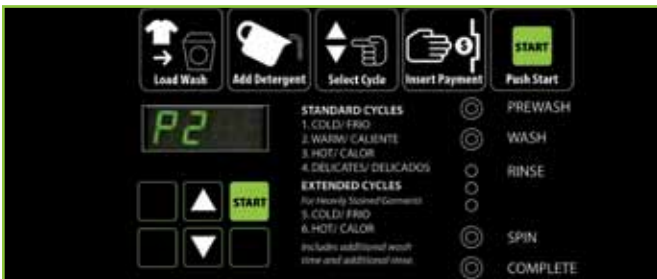 START
Load Wash
Add Detergent
Select Cycle
Insert Payment
Push Start
P2
STANDARD CYCLES
1. COLD/ FRIO
2. WARM/ CALIENTE
3. HOT/ CALOR
4. DELICATES/ DELICADOS
EXTENDED CYCLES
For Heavily Stained Garments
5. COLD/ FRIO
6. HOT/ CALOR
Includes additional wash
time and additional rinse.
START
PREWASH
WASH
RINSE
SPIN
COMPLETE